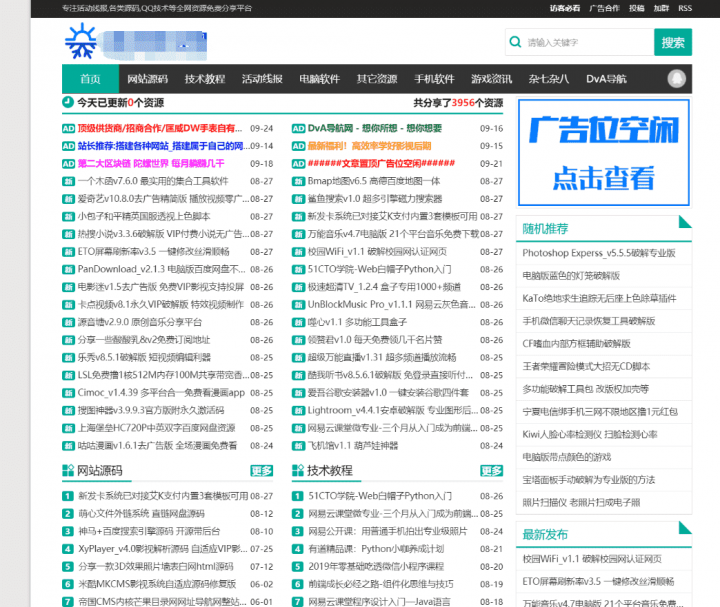 专注活动线报,各类源码,QQ技术等全网资源免费分享平台
访客必看 广告合作 投稿 加群 RSS
请输入关键字 搜索
首页 网站源码 技术教程 活动线报 电脑软件 其它资源 手机软件 游戏资讯 杂七杂八 DvA导航
今天已更新0个资源 共分享了3956个资源
AD 顶级供货商/招商合作/匡威DW手表自有... 09-24
AD 站长推荐:搭建各种网站_搭建属于自己的网... 09-14
AD 第二大区块链 陀螺世界 每月躺赚几千 09-18
新 一个木函v7.6.0 最实用的集合工具软件 08-27
新 爱奇艺v10.8.0去广告精简版 播放视频零广... 08-27
新 小包子和平精英国服透视上色脚本 08-27
新 热搜小说v3.3.6破解版 VIP付费小说无广告... 08-27
新 ETO屏幕刷新率v3.5 一键修改丝滑顺畅 08-27
新 PanDownload_v2.1.3 电脑版百度网盘不... 08-26
新 电影迷v1.5去广告版 免费VIP影视支持投屏 08-26
新 卡点视频v8.1永久VIP破解版 特效视频制作 08-26
新 源音塘v2.9.0 原创音乐分享平台 08-26
新 分享一些酸酸乳&v2免费订阅地址 08-26
新 乐秀v8.5.1破解版 短视频编辑利器 08-25
新 LSL免费撸1核512M内存100M共享带宽香... 08-25
新 Cimoc_v1.4.39 多平台合一免费看漫画app 08-25
新 搜图神器v3.9.9.3官方版附永久激活码 08-25
新 上海堡垒HC720P中英双字百度网盘资源 08-25
新 咕咕漫画v1.6.1去广告版 全场漫画免费看 08-24
AD DvA导航网 - 想你所想 - 你想想要 09-16
AD 最新福利！高效率学好影视后期 09-15
AD ######文章置顶广告位空闲###### 09-21
新 Bmap地图v6.5 高德百度地图一体 08-27
新 鲨鱼搜索v1.0 超多引擎磁力搜索器 08-27
新 新发卡系统已对接艾K支付内置3套模板可用 08-27
新 万能音乐v4.7电脑版 21个平台音乐免费下载 08-27
新 校园WiFi_v1.1 破解校园网认证网页 08-27
新 51CTO学院-Web白帽子Python入门 08-26
新 极速超清TV_1.2.4 盒子专用1000+频道 08-26
新 UnBlockMusic Pro_v1.1.1 网易云灰色音... 08-26
新 噬心v1.1 多功能工具盒子 08-26
新 领赞君v1.0 每天免费领几千名片赞 08-26
新 超级万能直播v1.31 超多频道播放流畅 08-25
新 酷我听书v8.5.6.1破解版 免登录直接听付... 08-25
新 爱吾谷歌安装器v1.0 一键安装谷歌四件套 08-25
新 Lightroom_v4.4.1安卓破解版 专业图形后... 08-25
新 网易云课堂微专业-三个月从入门成为前端... 08-25
新 飞机馆v1.1 葫芦娃神器 08-24
网站源码 更多
1 新发卡系统已对接艾K支付内置3套模板可用 08-27
2 萌心文件外链系统 直链网盘源码 08-12
3 神马+百度搜索引擎源码 开源带后台 08-10
4 XyPlayer_v4.0影视解析源码 自适应VIP影... 07-25
5 分享一款3D效果照片墙表白网html源码 07-12
6 米酷MKCMS影视系统自适应源码修复版 06-02
7 帝国CMS内核芒果目录网网址导航网整站... 06-01
技术教程 更多
1 51CTO学院-Web白帽子Python入门 08-26
2 网易云课堂微专业-三个月从入门成为前端... 08-25
3 网易公开课：用普通手机拍出专业级照片 08-24
4 有道精品课：Python小咖养成计划 08-21
5 2019年零基础吃透微信小程序课程 08-20
6 前端成长必经之路-组件化思维与技巧 08-19
7 网易云课堂程序设计入门—Java语言 08-18
广告位空闲
点击查看
随机推荐
Photoshop Experss_v5.5.5破解专业版
电脑版蓝色的灯笼破解版
KaTo绝地求生追踪无后座上色除草插件
手机微信聊天记录恢复工具破解版
CF嗜血内部方框辅助破解版
王者荣耀冒险模式大招无CD脚本
多功能破解工具包 改版权加壳等
宁夏电信绑手机三网不限地区撸1元红包
Kiwi人脸心率检测仪 扫脸检测心率
电脑版带点颜色的游戏
宝塔面板手动破解为专业版的方法
照片扫描仪 老照片扫成电子照
最新发布
校园WiFi_v1.1 破解校园网认证网页
ETO屏幕刷新率v3.5 一键修改丝滑顺畅
万能音乐v4.7电脑版 21个平台音乐免费...